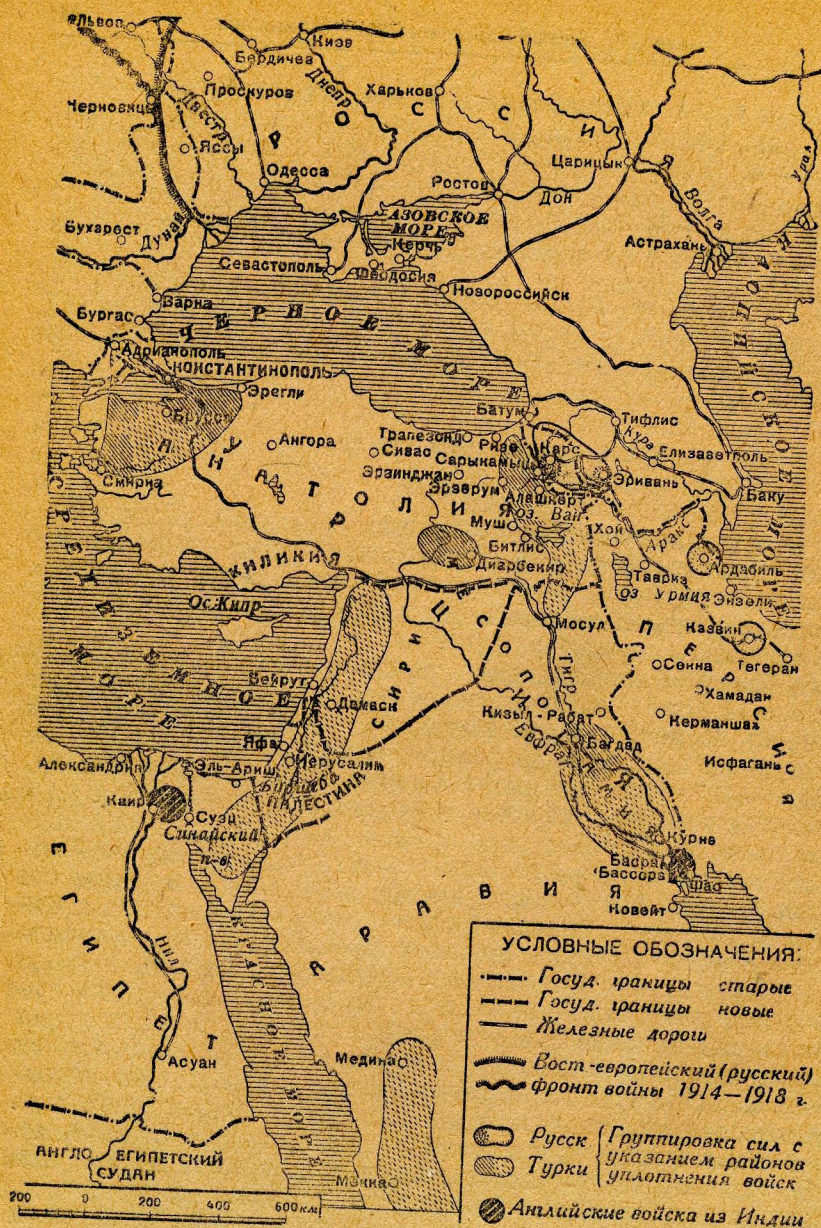 Львов
Киев
Бердичев
Проскуров
Днепр
Харьков
Черновицы
Днестр
РОССИЯ
Яссы
Одесса
Царицын
Ростов
Дон
Волга
Урал
Бухарест
Дунай
АЗОВСКОЕ
МОРЕ
Керчь
Астрахань
Севастополь
Феодосия
Новороссийск
Варна
Бургас
ЧЕРНОЕ МОРЕ
КАСПИЙСКОЕ МОРЕ
Адрианополь
КОНСТАНТИНОПОЛЬ
Эрегли
Брусса
Батум
Тифлис
Кура
Елизаветполь
Ангора
Трапезонд
Ризе
Карс
Сивас
Сарыкамыш
Эрзинджан
Эрзерум
Алашкерт
Эривань
Баку
Смирна
АНАТОЛИЯ
оз. Ван
Муш
Хой
Аракс
Битлис
Диарбекир
Тавриз
Ардабиль
оз Урмия
Энзели
КИЛИКИЯ
Ос. Кипр
СРЕДИЗЕМНОЕ
МОРЕ
Мосул
ПЕРСИЯ
Казвин
Тегеран
Сенна
Хамадан
Тигр
СИРИЯ
Бейрут
Дамаск
Кизыл-Рабат
Керманшах
Евфрат
Багдад
Исфагань
Яфа
Иерусалим
Александрия
Эль-Ариш
Биршеба
ПАЛЕСТИНА
Каир
Суэц
Синайский
п-в
Курна
Басра
Бассора
Фао
Ковейт
ЕГИПЕТ
АРАВИЯ
Нил
КРАСНОЕ МОРЕ
Асуан
Медина
Мекка
АНГЛО ЕГИПЕТСКИЙ
СУДАН
200 0 200 400 600 км
УСЛОВНЫЕ ОБОЗНАЧЕНИЯ:
Госуд. границы старые
Госуд. границы новые
Железные дороги
Вост-европейский (русский)
фронт войны 1914—1918 г.
Русск
Турки
Группировка сил с
указанием районов
уплотнения войск
Английские войска из Индии